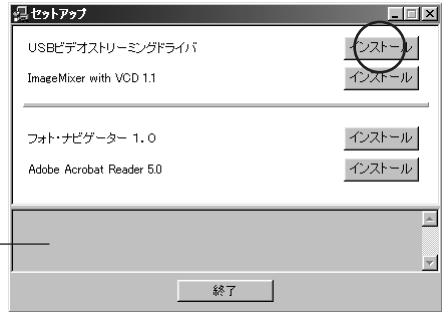 セットアップ
USBビデオストリーミングドライバ
インストール
ImageMixer with VCD 1.1
インストール
フォト・ナビゲーター 1.0
インストール
Adobe Acrobat Reader 5.0
インストール
終了